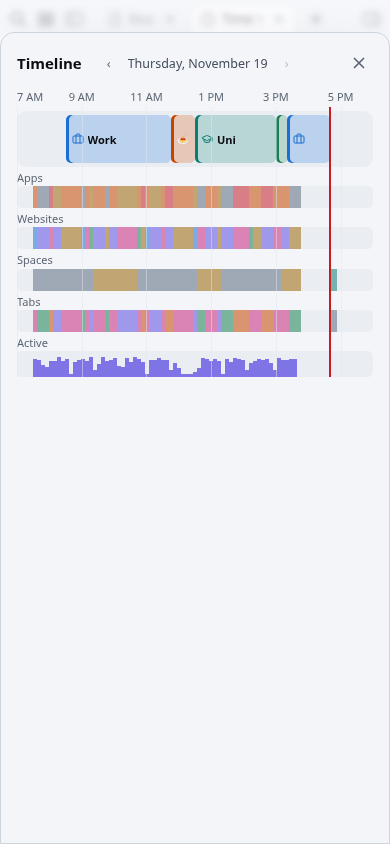 Timeline
‹ Thursday, November 19 ›
7 AM 9 AM 11 AM 1 PM 3 PM 5 PM
Work Uni
Apps
Websites
Spaces
Tabs
Active